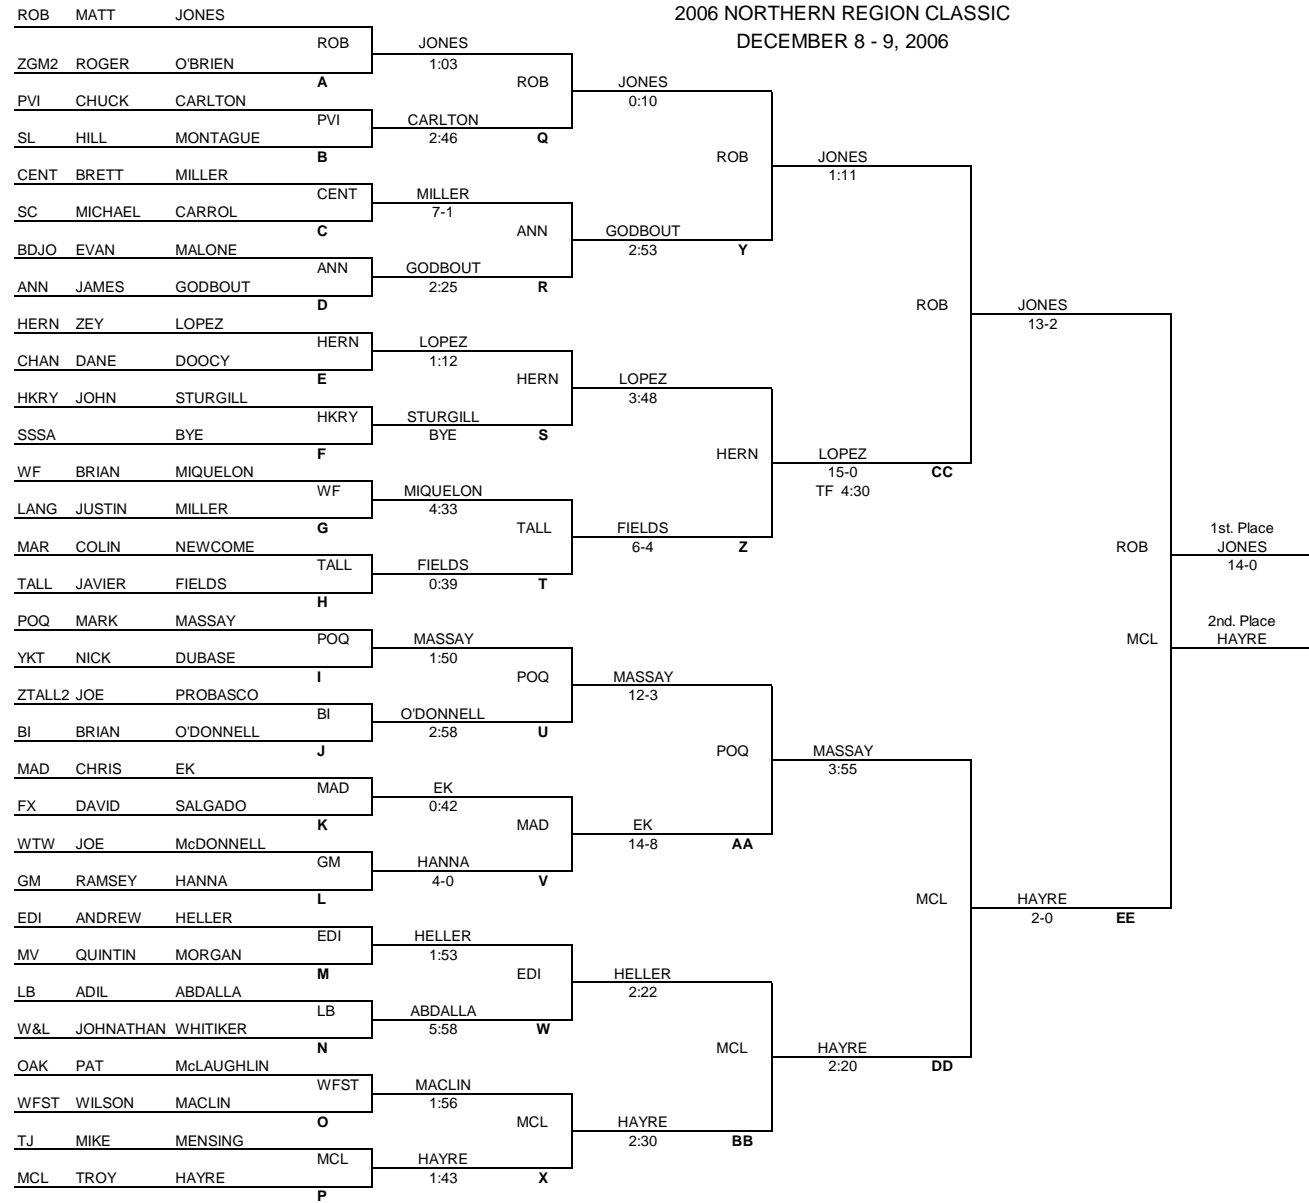 ROB MATT JONES 2006 NORTHERN REGION CLASSIC
ROB JONES DECEMBER 8 - 9, 2006
ZGM2 ROGER O'BRIEN 1:03
A ROB JONES
PVI CHUCK CARLTON 0:10
PVI CARLTON
SL HILL MONTAGUE 2:46 Q
B ROB JONES
CENT BRETT MILLER 1:11
CENT MILLER
SC MICHAEL CARROL 7-1
C ANN GODBOUT
BDJO EVAN MALONE 2:53 Y
ANN GODBOUT
ANN JAMES GODBOUT 2:25 R
D ROB JONES
HERN ZEY LOPEZ 13-2
HERN LOPEZ
CHAN DANE DOOCY 1:12
E HERN LOPEZ
HKRY JOHN STURGILL 3:48
HKRY STURGILL
SSSA BYE BYE S
F HERN LOPEZ
WF BRIAN MIQUELON 15-0 CC
WF MIQUELON TF 4:30
LANG JUSTIN MILLER 4:33
G TALL FIELDS 1st. Place
MAR COLIN NEWCOME 6-4 Z ROB JONES
TALL FIELDS 14-0
TALL JAVIER FIELDS 0:39 T
H
POQ MARK MASSAY 2nd. Place
POQ MASSAY MCL HAYRE
YKT NICK DUBASE 1:50
I POQ MASSAY
ZTALL2 JOE PROBASCO 12-3
BI O'DONNELL
BI BRIAN O'DONNELL 2:58 U
J POQ MASSAY
MAD CHRIS EK 3:55
MAD EK
FX DAVID SALGADO 0:42
K MAD EK
WTW JOE McDONNELL 14-8 AA
GM HANNA
GM RAMSEY HANNA 4-0 V
L MCL HAYRE
EDI ANDREW HELLER 2-0 EE
EDI HELLER
MV QUINTIN MORGAN 1:53
M EDI HELLER
LB ADIL ABDALLA 2:22
LB ABDALLA
W&L JOHNATHAN WHITIKER 5:58 W
N MCL HAYRE
OAK PAT McLAUGHLIN 2:20 DD
WFST MACLIN
WFST WILSON MACLIN 1:56
O MCL HAYRE
TJ MIKE MENSING 2:30 BB
MCL HAYRE
MCL TROY HAYRE 1:43 X
P